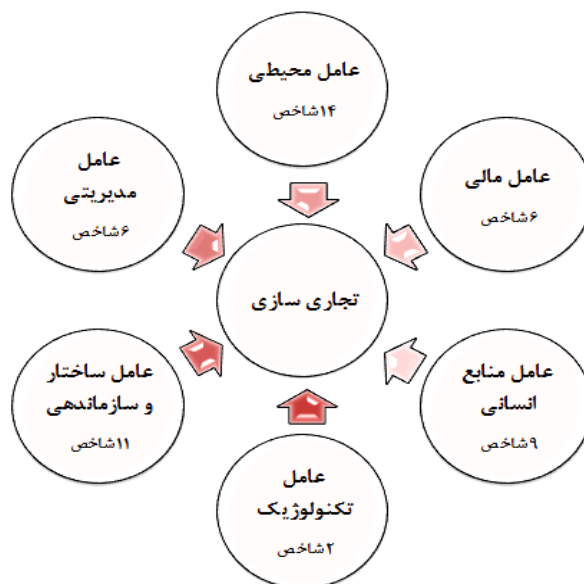 عامل محیطی
۱۴شاخص
عامل
مدیریتی
۶شاخص
عامل مالی
۶شاخص
تجاری سازی
عامل ساختار
و سازماندهی
۱۱شاخص
عامل منابع
انسانی
۹شاخص
عامل
تکنولوژیک
۲شاخص